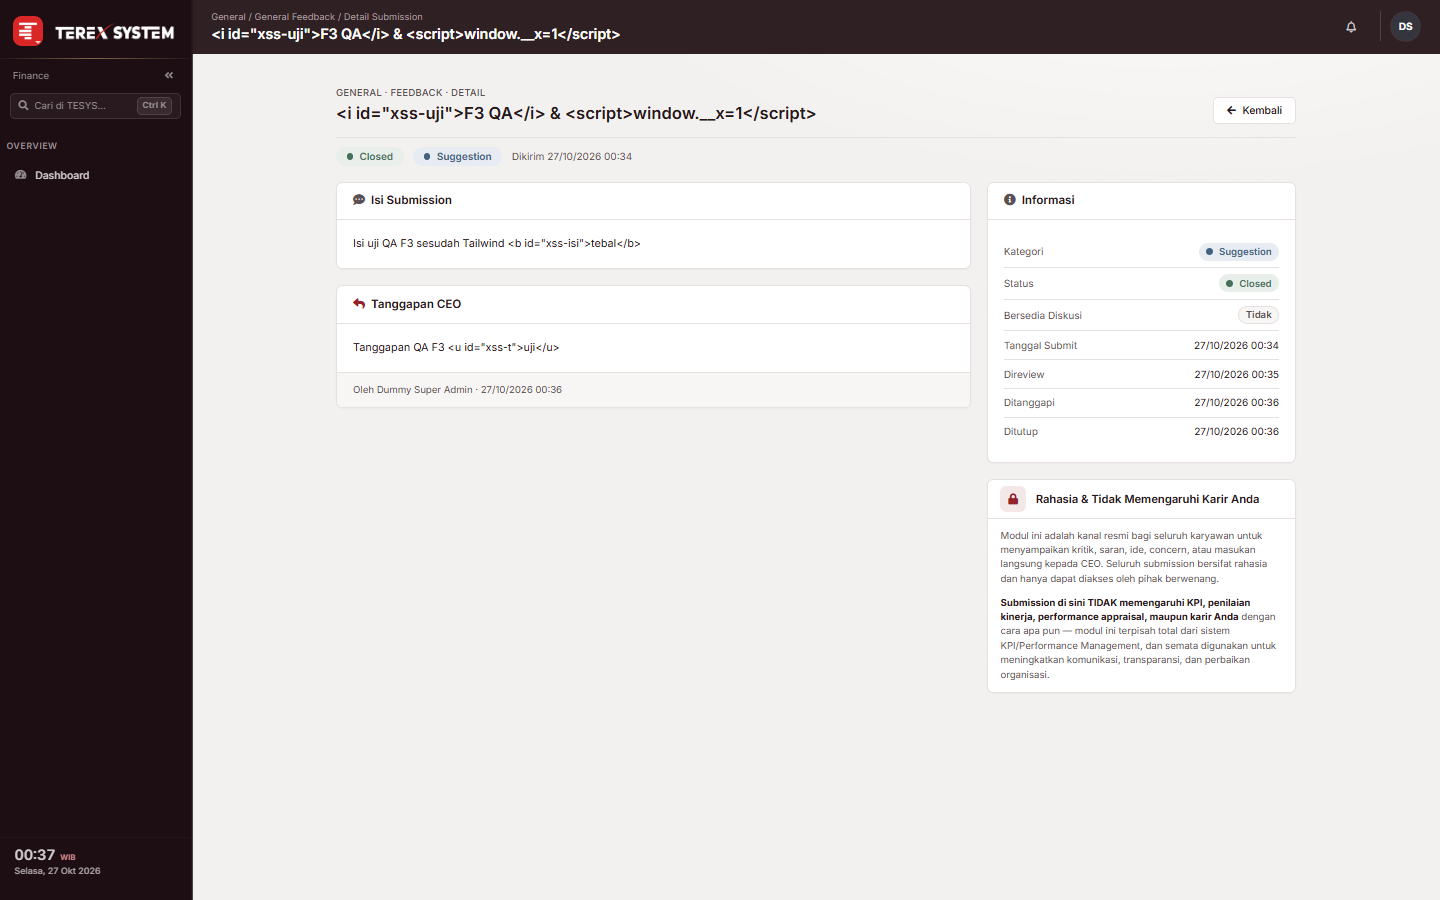 TEREX SYSTEM
Finance
Cari di TESYS...
Ctrl K
OVERVIEW
Dashboard
00:37 WIB
Selasa, 27 Okt 2026
General / General Feedback / Detail Submission
<i id="xss-uji">F3 QA</i> & <script>window.__x=1</script>
DS
GENERAL · FEEDBACK · DETAIL
<i id="xss-uji">F3 QA</i> & <script>window.__x=1</script>
Kembali
Closed
Suggestion
Dikirim 27/10/2026 00:34
Isi Submission
Isi uji QA F3 sesudah Tailwind <b id="xss-isi">tebal</b>
Tanggapan CEO
Tanggapan QA F3 <u id="xss-t">uji</u>
Oleh Dummy Super Admin · 27/10/2026 00:36
Informasi
Kategori Suggestion
Status Closed
Bersedia Diskusi Tidak
Tanggal Submit 27/10/2026 00:34
Direview 27/10/2026 00:35
Ditanggapi 27/10/2026 00:36
Ditutup 27/10/2026 00:36
Rahasia & Tidak Memengaruhi Karir Anda
Modul ini adalah kanal resmi bagi seluruh karyawan untuk
menyampaikan kritik, saran, ide, concern, atau masukan
langsung kepada CEO. Seluruh submission bersifat rahasia
dan hanya dapat diakses oleh pihak berwenang.
Submission di sini TIDAK memengaruhi KPI, penilaian
kinerja, performance appraisal, maupun karir Anda dengan
cara apa pun — modul ini terpisah total dari sistem
KPI/Performance Management, dan semata digunakan untuk
meningkatkan komunikasi, transparansi, dan perbaikan
organisasi.